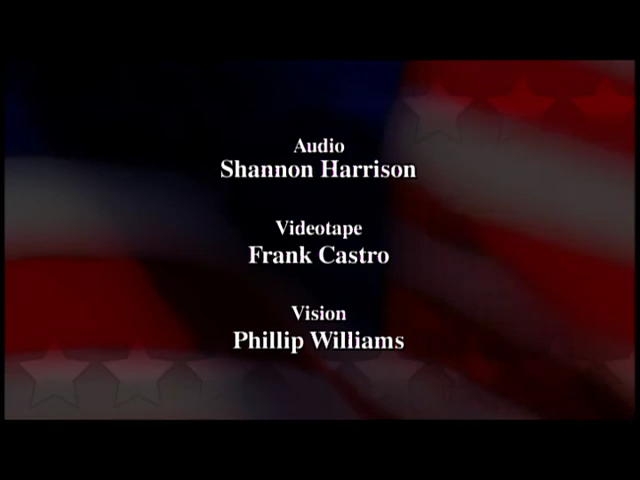 Audio
Shannon Harrison
Videotape
Frank Castro
Vision
Phillip Williams